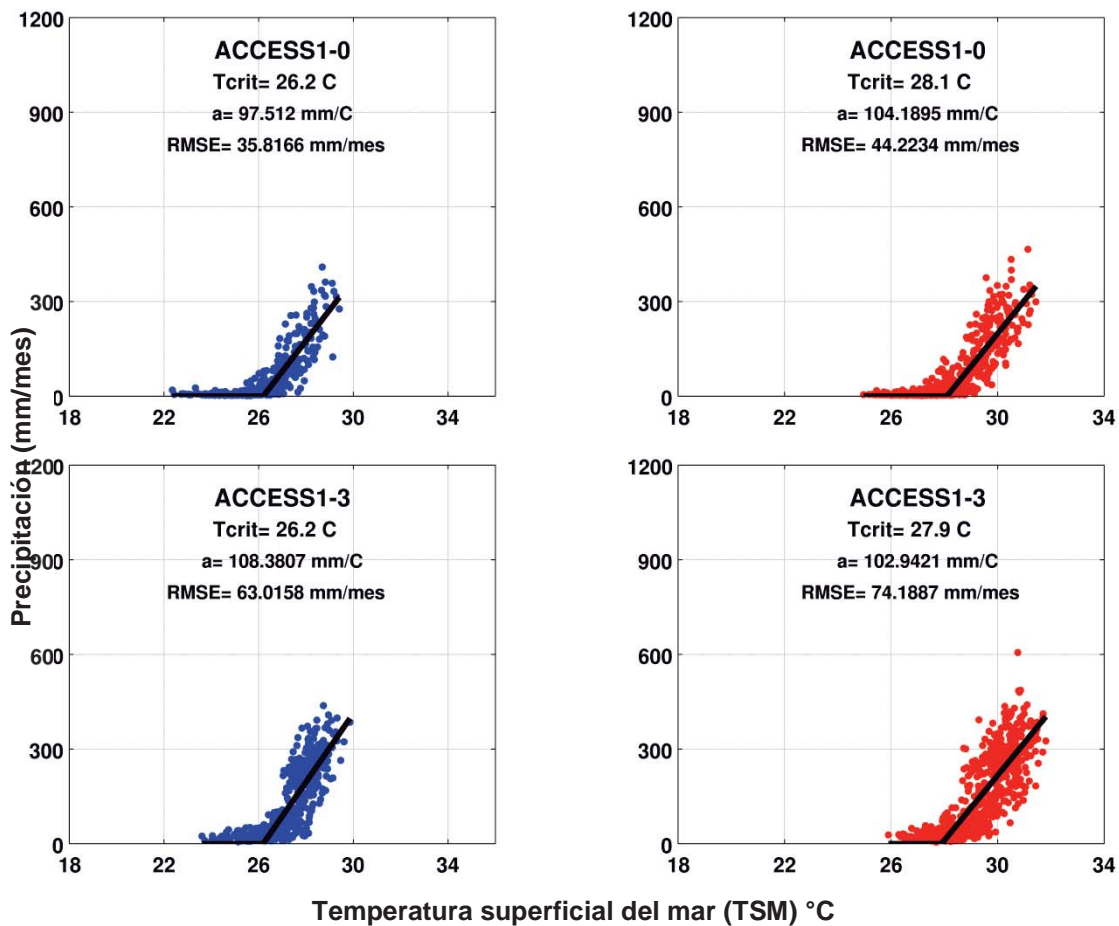 1200
900
600
300
0
18
22
26
30
34
ACCESS1-0
Tcrit= 26.2 C
a= 97.512 mm/C
RMSE= 35.8166 mm/mes
1200
900
600
300
0
18
22
26
30
34
ACCESS1-0
Tcrit= 28.1 C
a= 104.1895 mm/C
RMSE= 44.2234 mm/mes
Precipitación (mm/mes)
1200
900
600
300
0
18
22
26
30
34
ACCESS1-3
Tcrit= 26.2 C
a= 108.3807 mm/C
RMSE= 63.0158 mm/mes
1200
900
600
300
0
18
22
26
30
34
ACCESS1-3
Tcrit= 27.9 C
a= 102.9421 mm/C
RMSE= 74.1887 mm/mes
Temperatura superficial del mar (TSM) °C